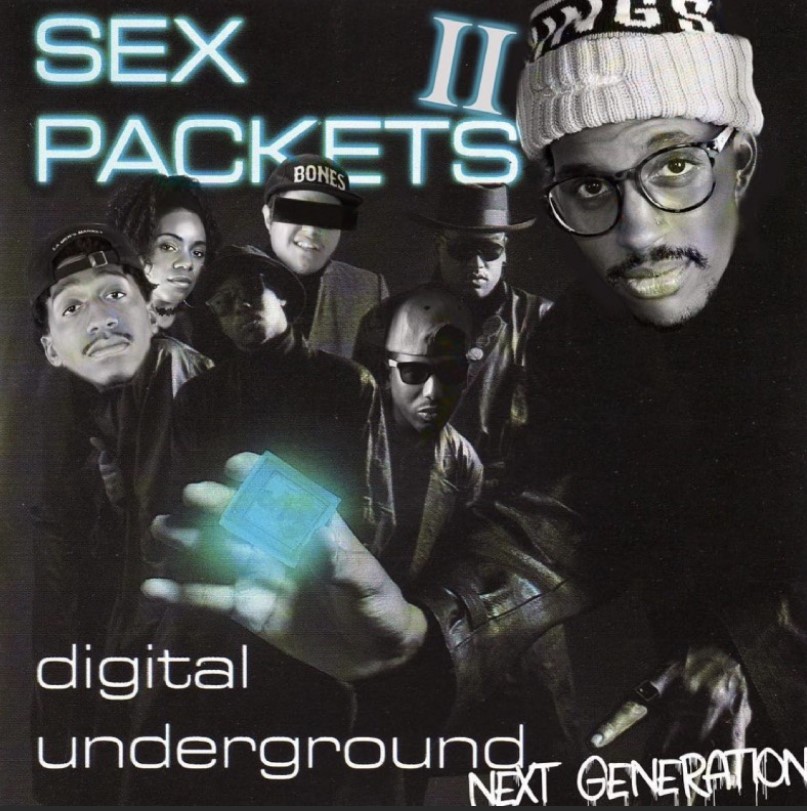 SEX II
PACKETS
BONES
digital
underground
NEXT GENERATION